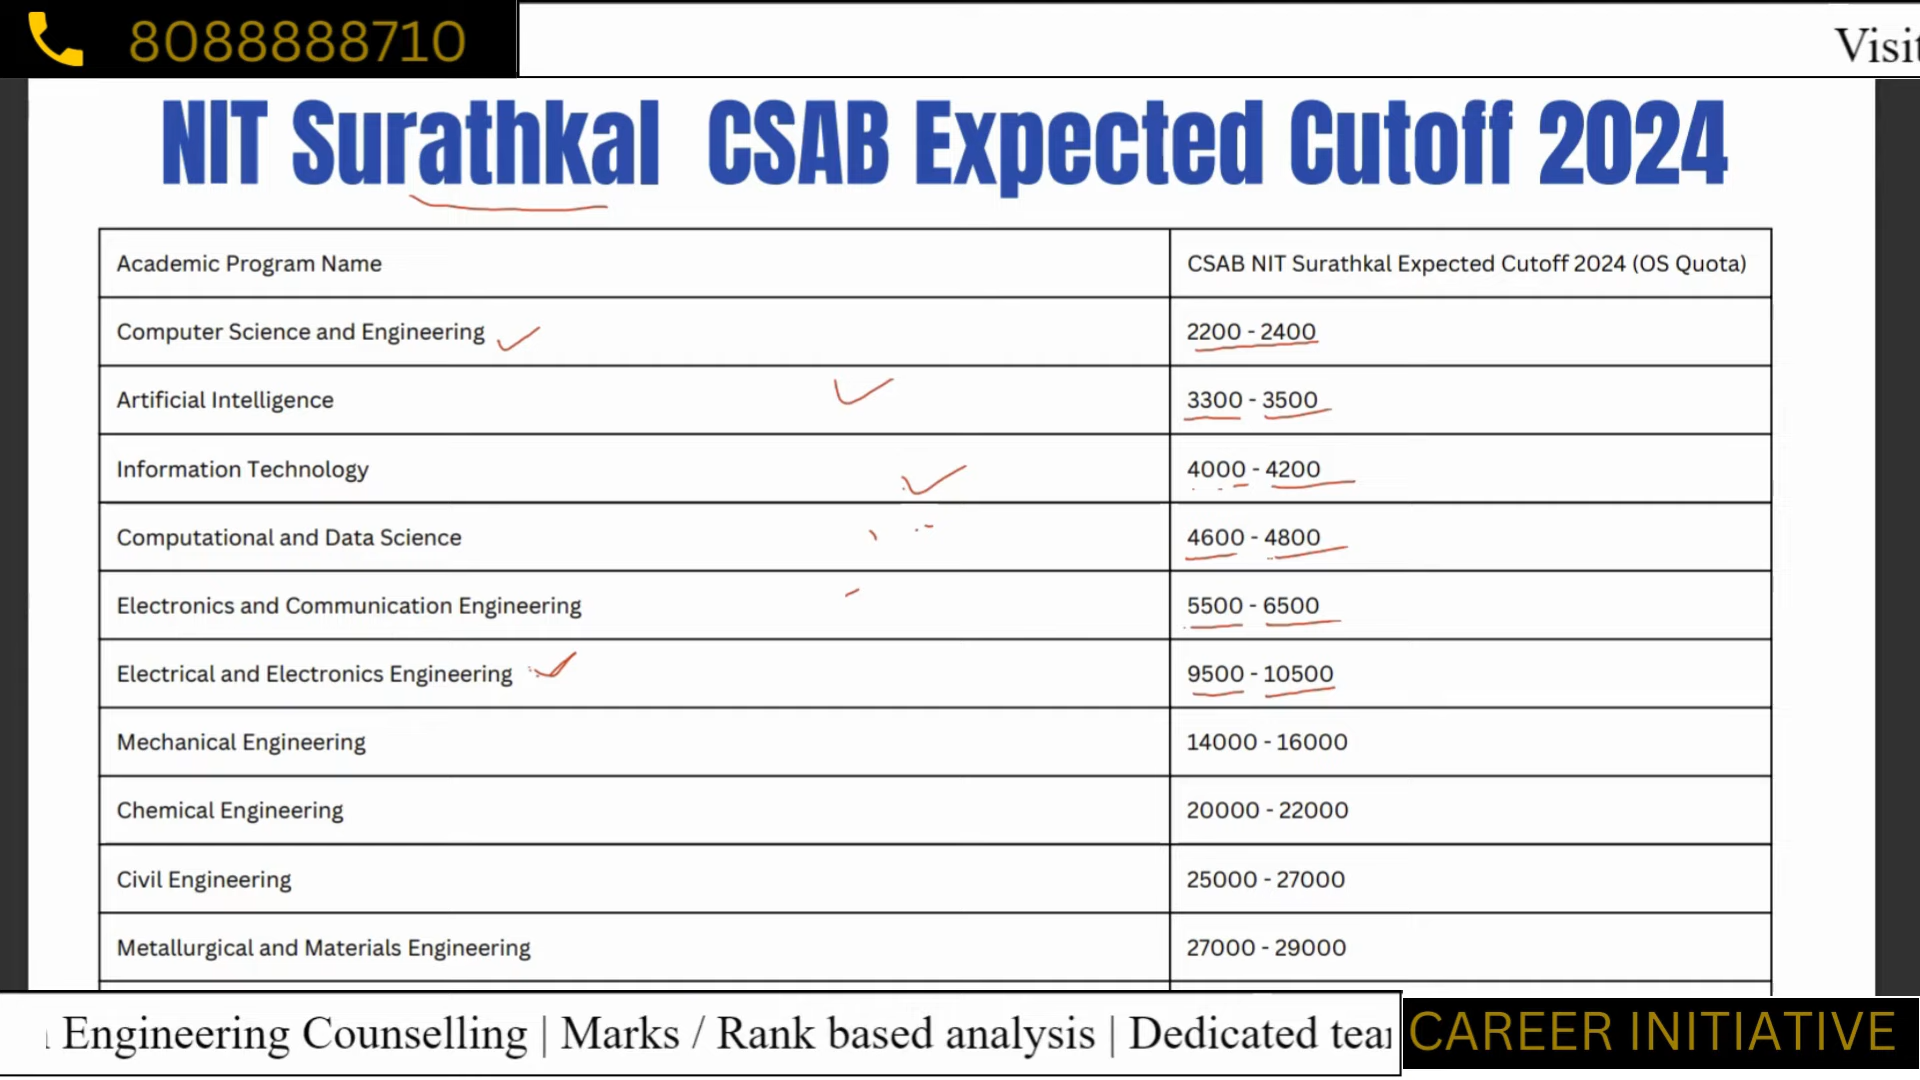 8088888710
Visit
NIT Surathkal CSAB Expected Cutoff 2024
Academic Program Name CSAB NIT Surathkal Expected Cutoff 2024 (OS Quota)
Computer Science and Engineering 2200 - 2400
Artificial Intelligence 3300 - 3500
Information Technology 4000 - 4200
Computational and Data Science 4600 - 4800
Electronics and Communication Engineering 5500 - 6500
Electrical and Electronics Engineering 9500 - 10500
Mechanical Engineering 14000 - 16000
Chemical Engineering 20000 - 22000
Civil Engineering 25000 - 27000
Metallurgical and Materials Engineering 27000 - 29000
Engineering Counselling | Marks / Rank based analysis | Dedicated
CAREER INITIATIVE